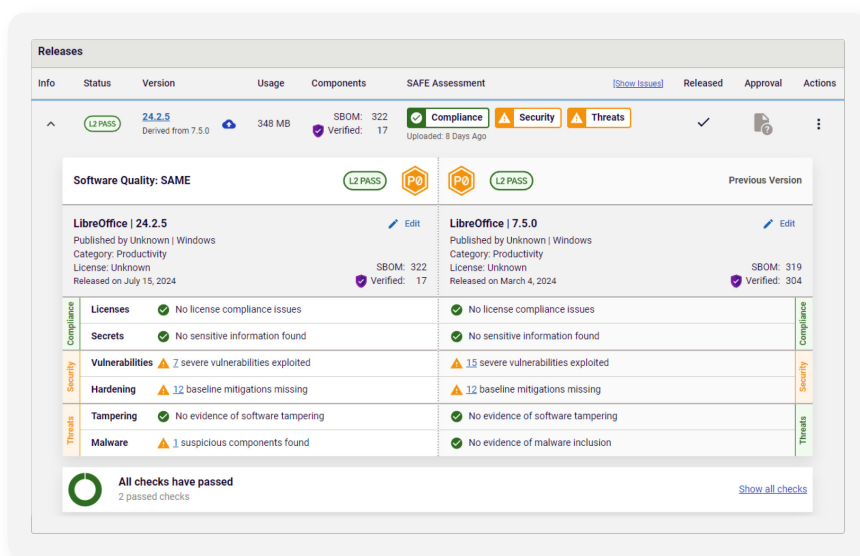 Releases
Info Status Version Usage Components SAFE Assessment [Show Issues] Released Approval Actions
L2 PASS 24.2.5 348 MB SBOM: 322 Compliance Security Threats
Derived from 7.5.0 Verified: 17 Uploaded: 8 Days Ago
Software Quality: SAME L2 PASS P0 P0 L2 PASS Previous Version
LibreOffice | 24.2.5 Edit LibreOffice | 7.5.0 Edit
Published by Unknown | Windows Published by Unknown | Windows
Category: Productivity Category: Productivity
License: Unknown SBOM: 322 License: Unknown SBOM: 319
Released on July 15, 2024 Verified: 17 Released on March 4, 2024 Verified: 304
Compliance Licenses No license compliance issues No license compliance issues Compliance
Secrets No sensitive information found No sensitive information found
Security Vulnerabilities 7 severe vulnerabilities exploited 15 severe vulnerabilities exploited Security
Hardening 12 baseline mitigations missing 12 baseline mitigations missing
Threats Tampering No evidence of software tampering No evidence of software tampering Threats
Malware 1 suspicious components found No evidence of malware inclusion
All checks have passed
2 passed checks Show all checks